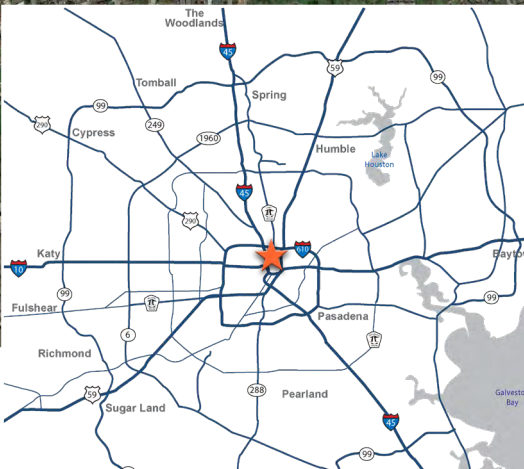 The
Woodlands
45
59
Tomball
99
Spring
99
290
249
Cypress
1960
Humble
Lake
Houston
45
290
610
Katy
10
Bayto
99
99
Fulshear
Pasadena
6
Richmond
59
288
Pearland
Sugar Land
Galvesto
Bay
45
99